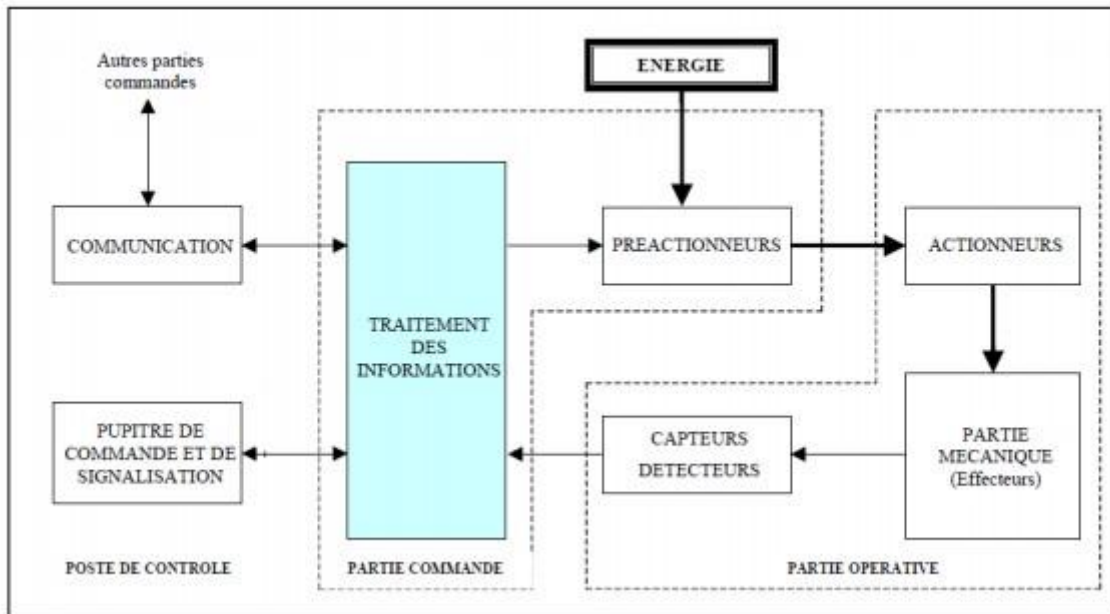 Autres parties
commandes
ENERGIE
COMMUNICATION
PREACTIONNEURS
ACTIONNEURS
TRAITEMENT
DES
INFORMATIONS
PUPITRE DE
COMMANDE ET DE
SIGNALISATION
CAPTEURS
DETECTEURS
PARTIE
MECANIQUE
(Effecteurs)
POSTE DE CONTROLE
PARTIE COMMANDE
PARTIE OPERATIVE